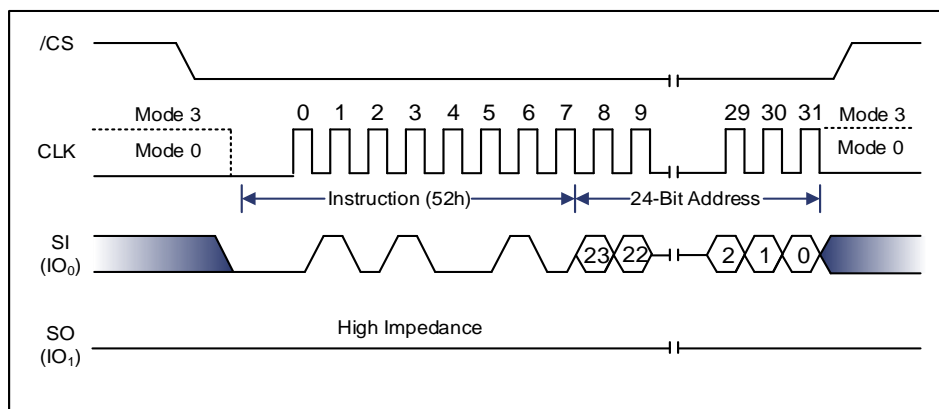 /CS
0 1 2 3 4 5 6 7 8 9 29 30 31
Mode 3 Mode 3
CLK Mode 0 Mode 0
Instruction (52h) 24-Bit Address
SI
(IO₀) 23 22 2 1 0
High Impedance
SO
(IO₁)